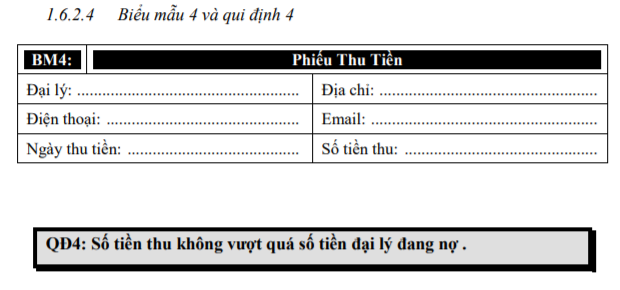 1.6.2.4 Biểu mẫu 4 và qui định 4
BM4: Phiếu Thu Tiền
Đại lý: ..................................................... Địa chỉ: ....................................................
Điện thoại: .............................................. Email: ......................................................
Ngày thu tiền: ......................................... Số tiền thu: ..............................................
QĐ4: Số tiền thu không vượt quá số tiền đại lý đang nợ .